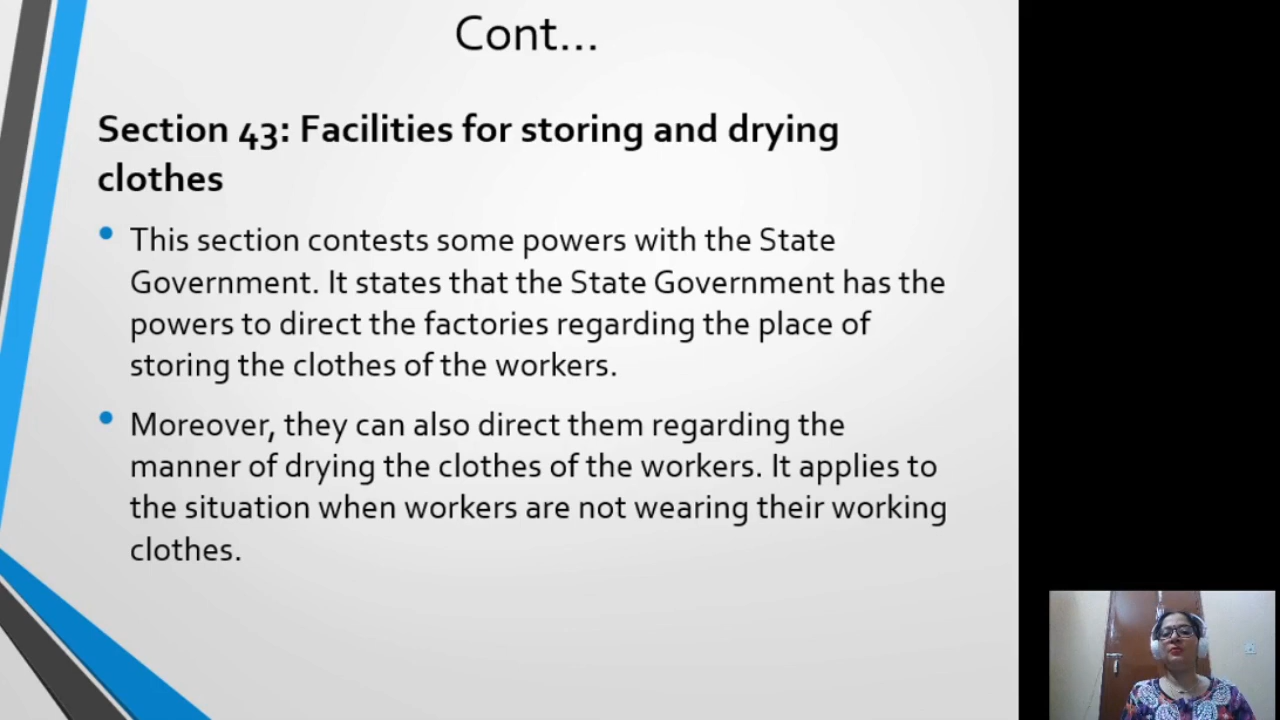 Cont...
Section 43: Facilities for storing and drying
clothes
• This section contests some powers with the State
Government. It states that the State Government has the
powers to direct the factories regarding the place of
storing the clothes of the workers.
• Moreover, they can also direct them regarding the
manner of drying the clothes of the workers. It applies to
the situation when workers are not wearing their working
clothes.